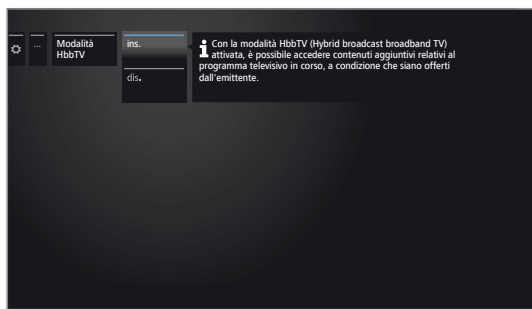 ...
Modalità
HbbTV
ins.
dis.
i Con la modalità HbbTV (Hybrid broadcast broadband TV)
attivata, è possibile accedere contenuti aggiuntivi relativi al
programma televisivo in corso, a condizione che siano offerti
dall'emittente.